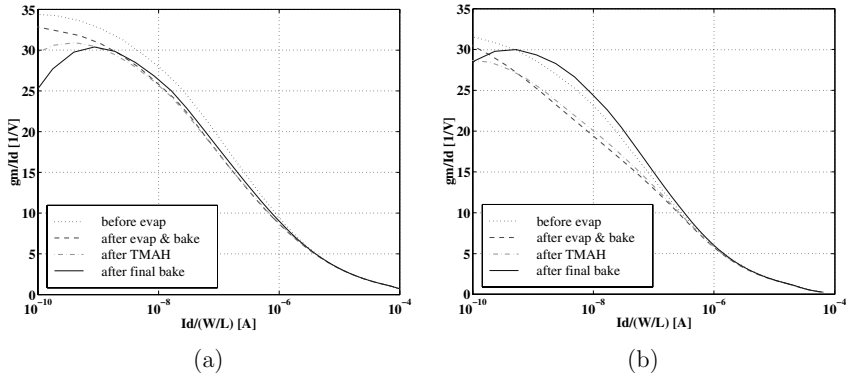 35
30
25
20
15
10
5
0
gm/Id [1/V]
before evap
after evap & bake
after TMAH
after final bake
10^-10
10^-8
10^-6
10^-4
Id/(W/L) [A]
(a)
35
30
25
20
15
10
5
0
gm/Id [1/V]
before evap
after evap & bake
after TMAH
after final bake
10^-10
10^-8
10^-6
10^-4
Id/(W/L) [A]
(b)